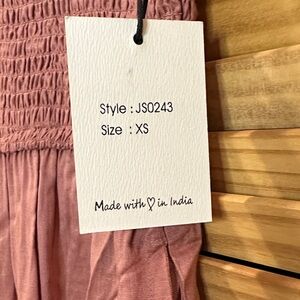 Style : JS0243
Size : XS
Made with ♡ in India